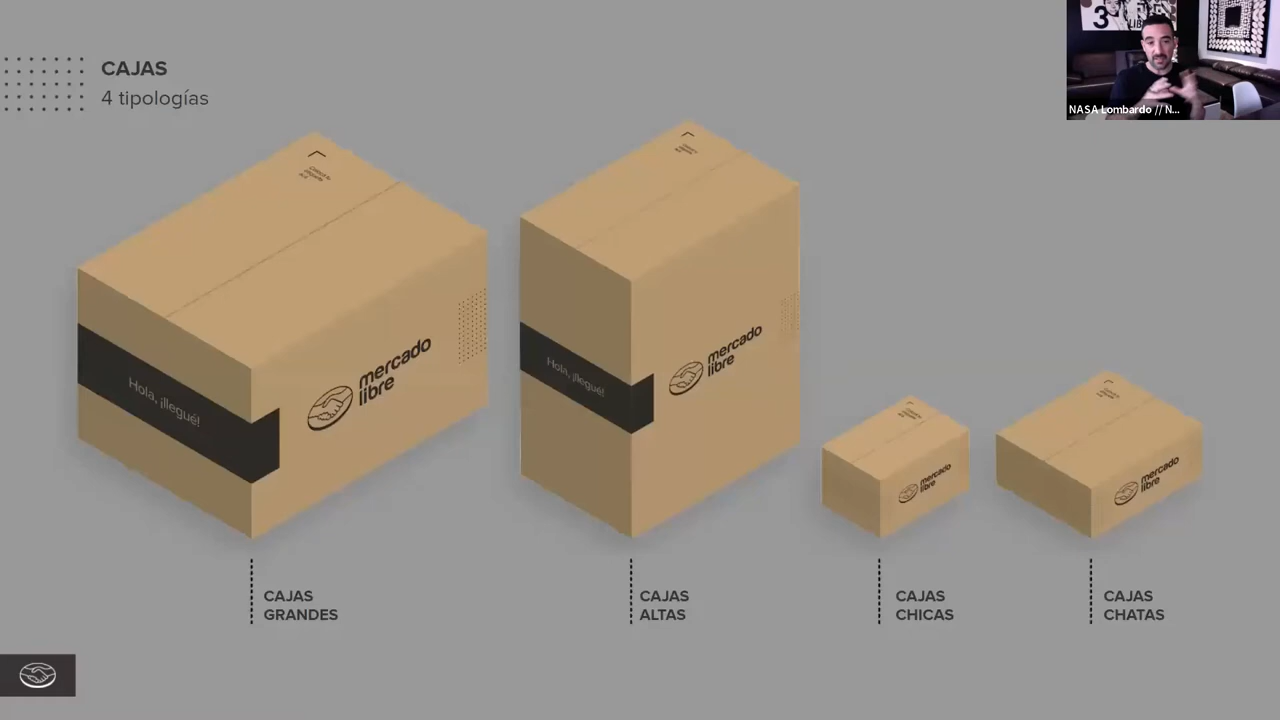 CAJAS
4 tipologías
3
NASA Lombardo // N...
Hola, ¡llegué!
mercado
libre
Hola, ¡llegué!
mercado
libre
mercado
libre
mercado
libre
CAJAS
GRANDES
CAJAS
ALTAS
CAJAS
CHICAS
CAJAS
CHATAS